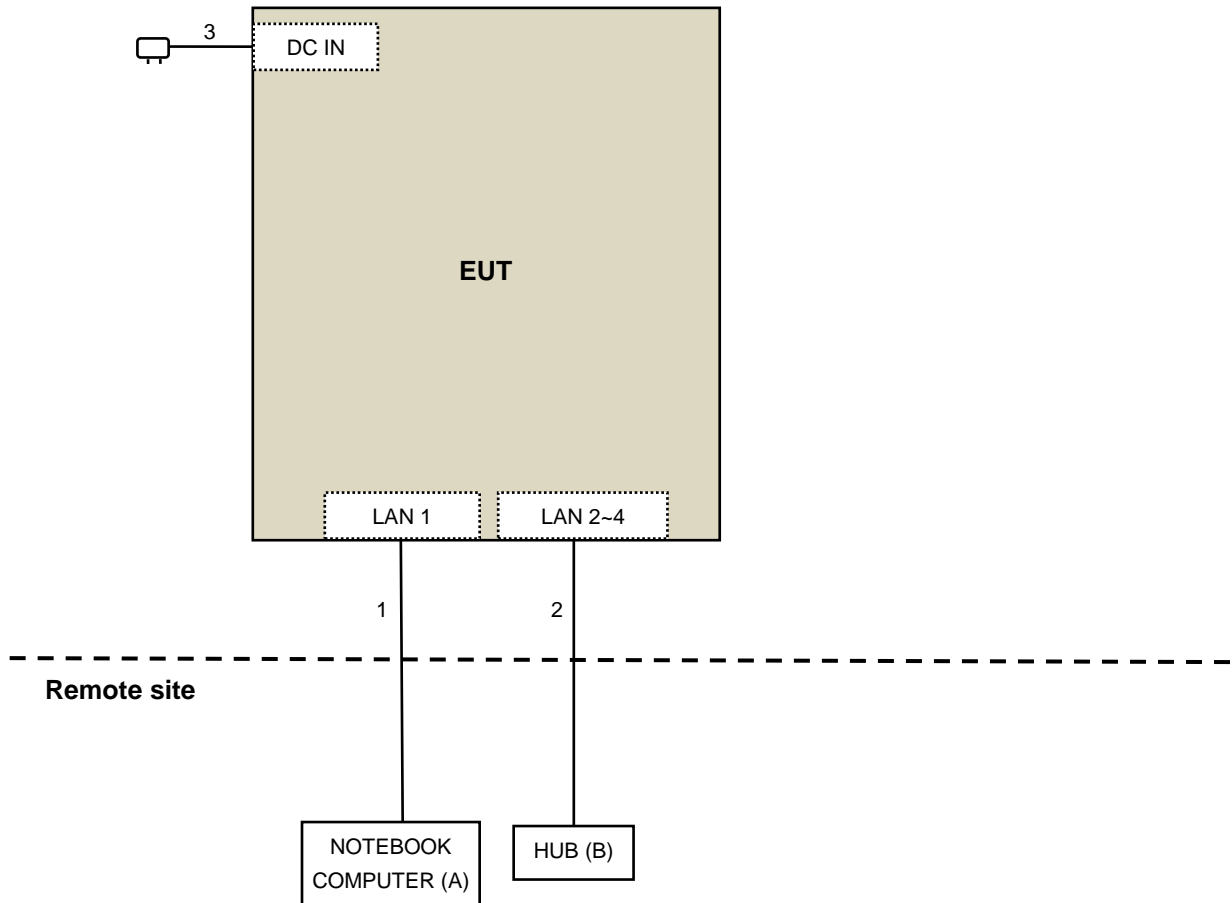 3
DC IN
EUT
LAN 1
LAN 2~4
1
2
Remote site
NOTEBOOK
COMPUTER (A)
HUB (B)